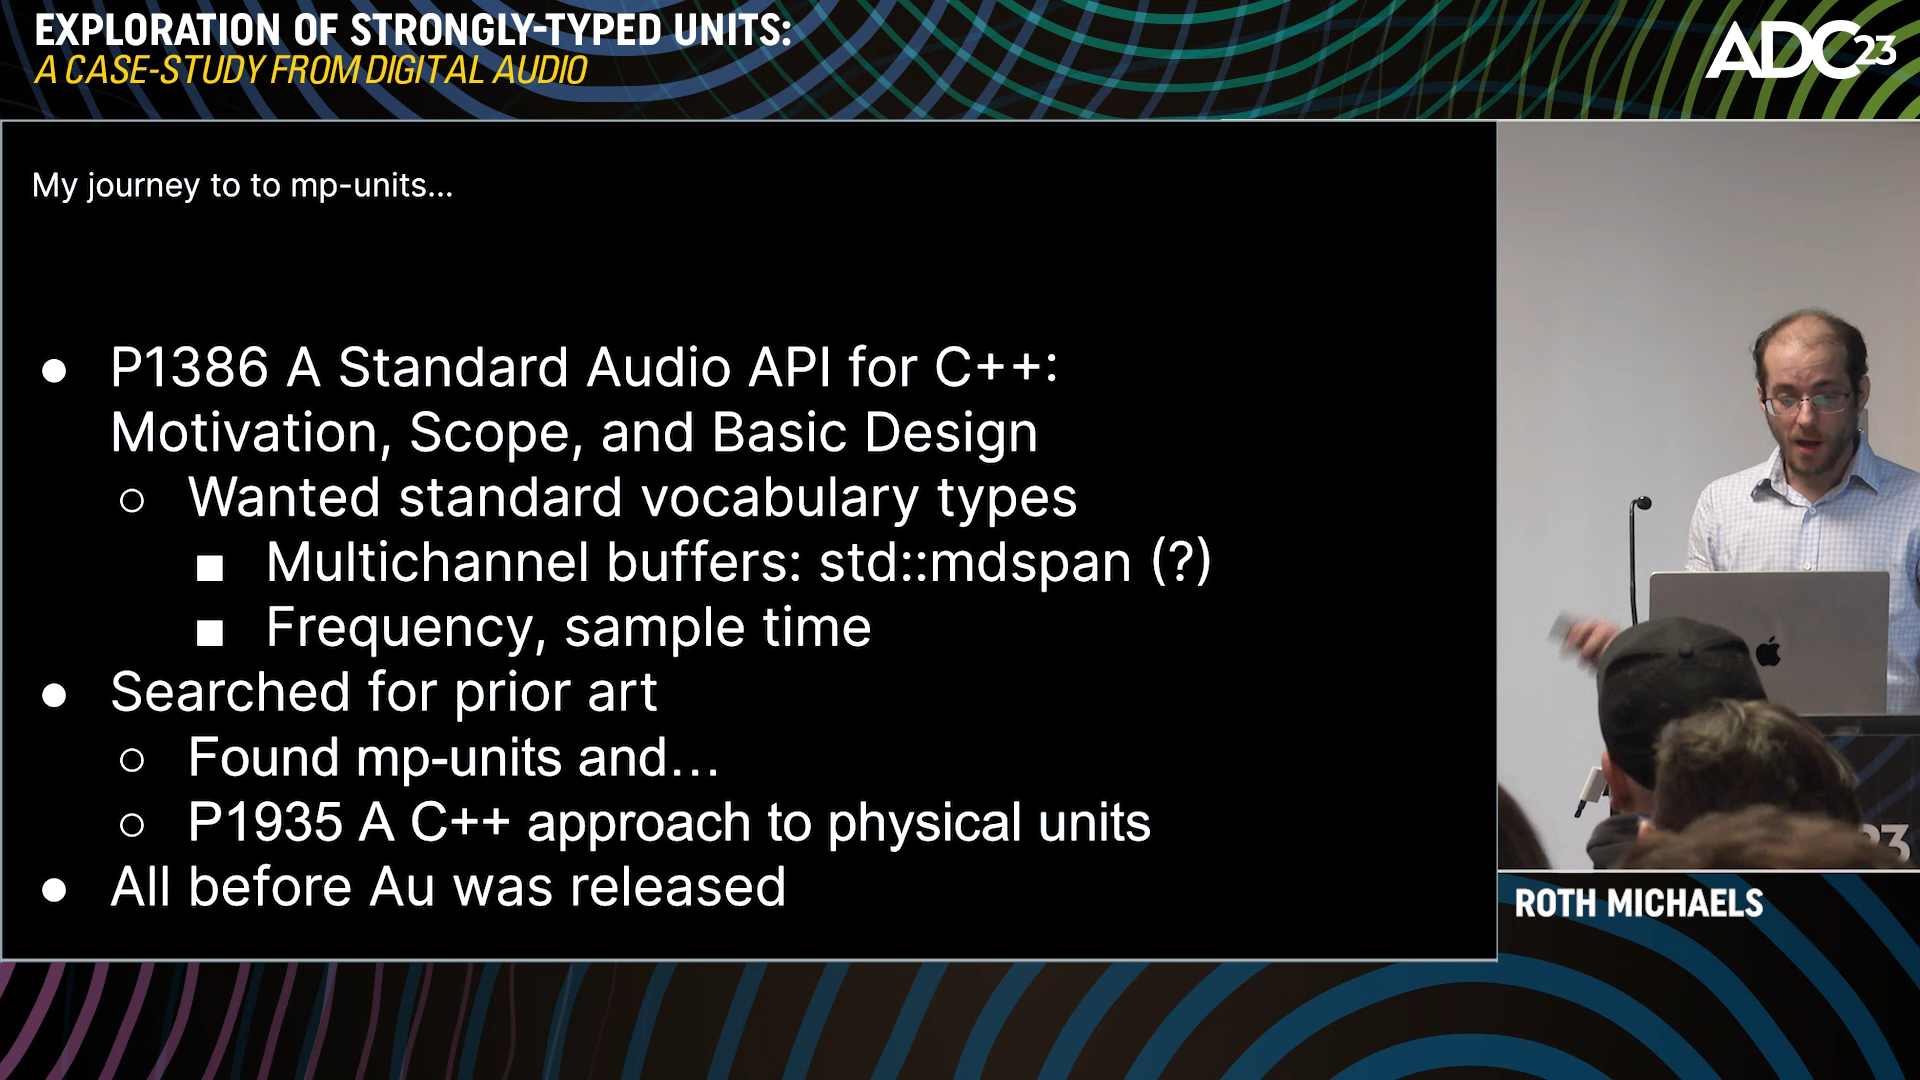 EXPLORATION OF STRONGLY-TYPED UNITS:
A CASE-STUDY FROM DIGITAL AUDIO
ADC23
My journey to to mp-units...
● P1386 A Standard Audio API for C++:
Motivation, Scope, and Basic Design
○ Wanted standard vocabulary types
■ Multichannel buffers: std::mdspan (?)
■ Frequency, sample time
● Searched for prior art
○ Found mp-units and...
○ P1935 A C++ approach to physical units
● All before Au was released
23
ROTH MICHAELS